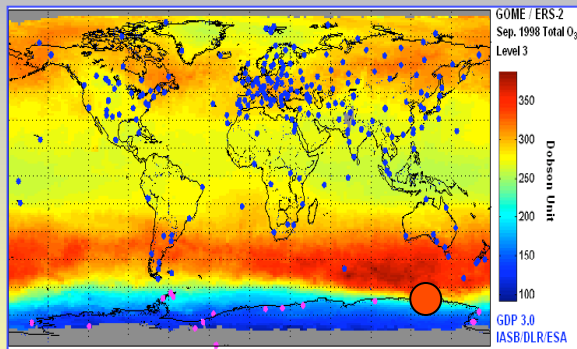 GOME / ERS-2
Sep. 1998 Total O₃
Level 3
350
300
250
200
150
100
Dobson Unit
GDP 3.0
IASB/DLR/ESA